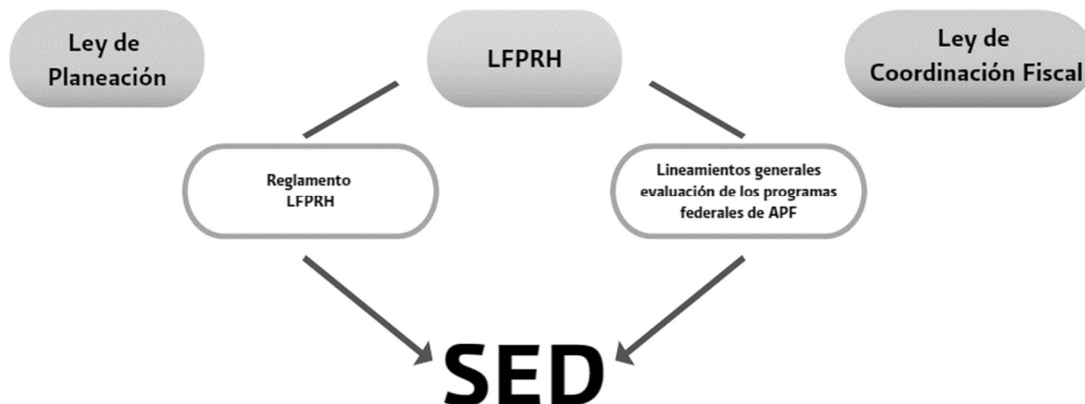 Ley de
Planeación
LFPRH
Ley de
Coordinación Fiscal
Reglamento
LFPRH
Lineamientos generales
evaluación de los programas
federales de APF
SED